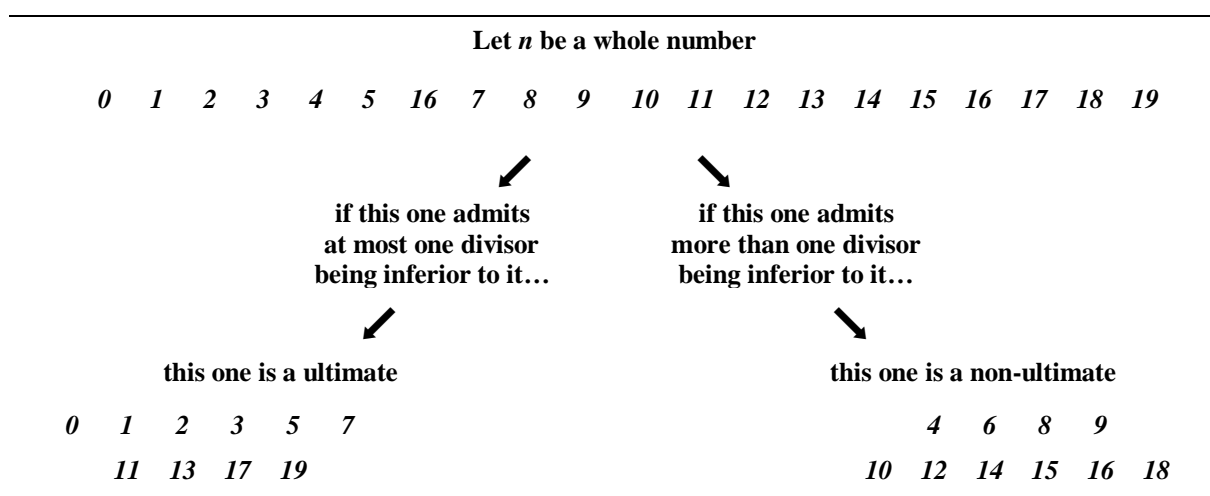 Let n be a whole number
0 1 2 3 4 5 16 7 8 9 10 11 12 13 14 15 16 17 18 19
if this one admits
at most one divisor
being inferior to it…
if this one admits
more than one divisor
being inferior to it…
this one is a ultimate
this one is a non-ultimate
0 1 2 3 5 7
11 13 17 19
4 6 8 9
10 12 14 15 16 18